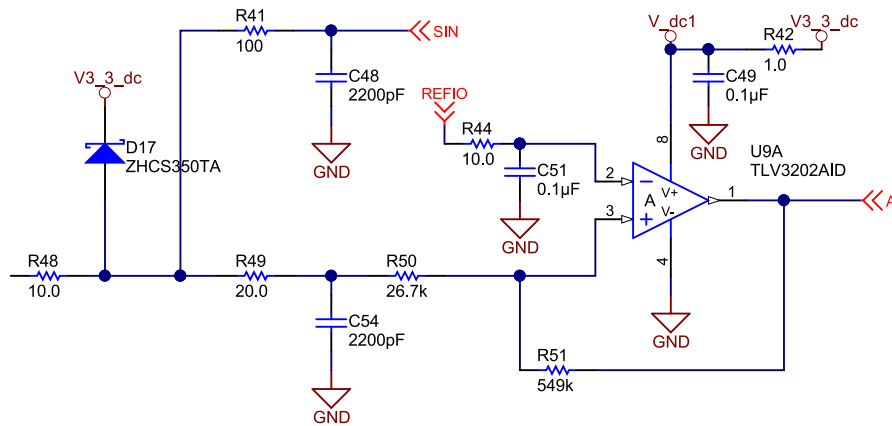 R41
100
SIN
C48
2200pF
GND
V3_3_dc
D17
ZHCS350TA
REFIO
R44
10.0
C51
0.1µF
GND
V_dc1
R42
1.0
V3_3_dc
C49
0.1µF
GND
8
U9A
TLV3202AID
2
3
A
V+
V-
1
4
GND
A
R48
10.0
R49
20.0
R50
26.7k
C54
2200pF
GND
R51
549k